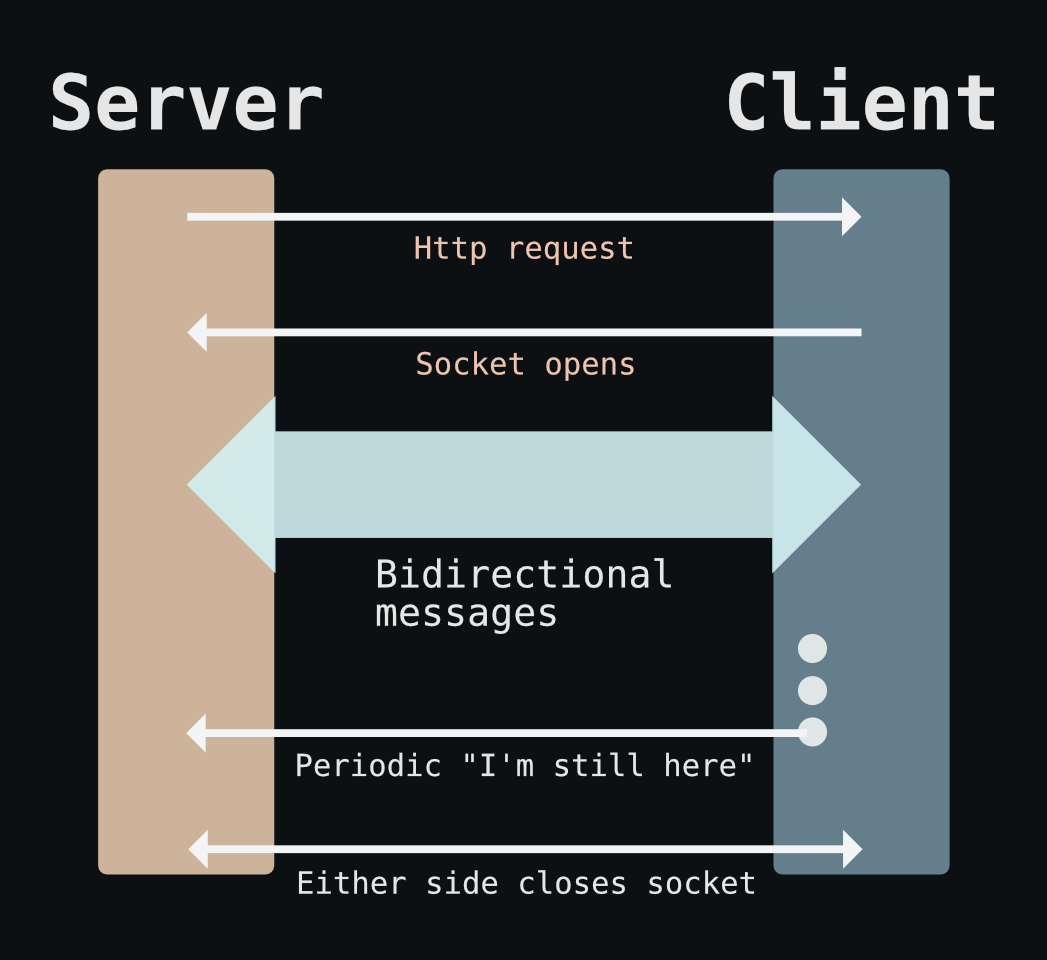 Server
Client
Http request
Socket opens
Bidirectional
messages
Periodic "I'm still here"
Either side closes socket